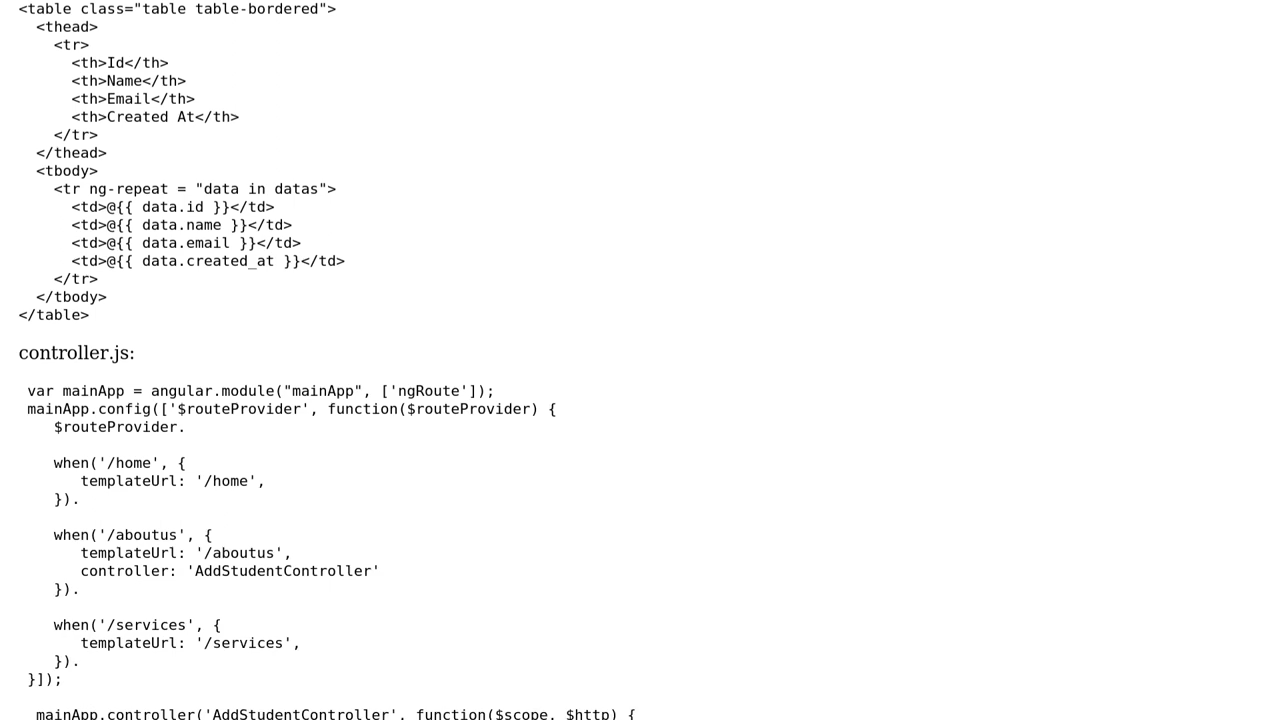 <table class="table table-bordered">
  <thead>
    <tr>
      <th>Id</th>
      <th>Name</th>
      <th>Email</th>
      <th>Created At</th>
    </tr>
  </thead>
  <tbody>
    <tr ng-repeat = "data in datas">
      <td>@{{ data.id }}</td>
      <td>@{{ data.name }}</td>
      <td>@{{ data.email }}</td>
      <td>@{{ data.created_at }}</td>
    </tr>
  </tbody>
</table>
controller.js:
 var mainApp = angular.module("mainApp", ['ngRoute']);
 mainApp.config(['$routeProvider', function($routeProvider) {
    $routeProvider.
    when('/home', {
       templateUrl: '/home',
    }).
    when('/aboutus', {
       templateUrl: '/aboutus',
       controller: 'AddStudentController'
    }).
    when('/services', {
       templateUrl: '/services',
    }).
 }]);
  mainApp.controller('AddStudentController', function($scope, $http) {